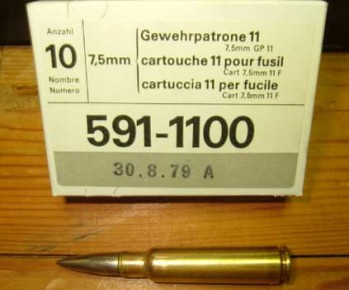 Anzahl
10
Nombre
Numero
7,5mm
Gewehrpatrone 11
7,5mm GP 11
cartouche 11 pour fusil
Cart 7,5mm 11 F
cartuccia 11 per fucile
Cart 7,5mm 11 F
591-1100
30.8.79 A